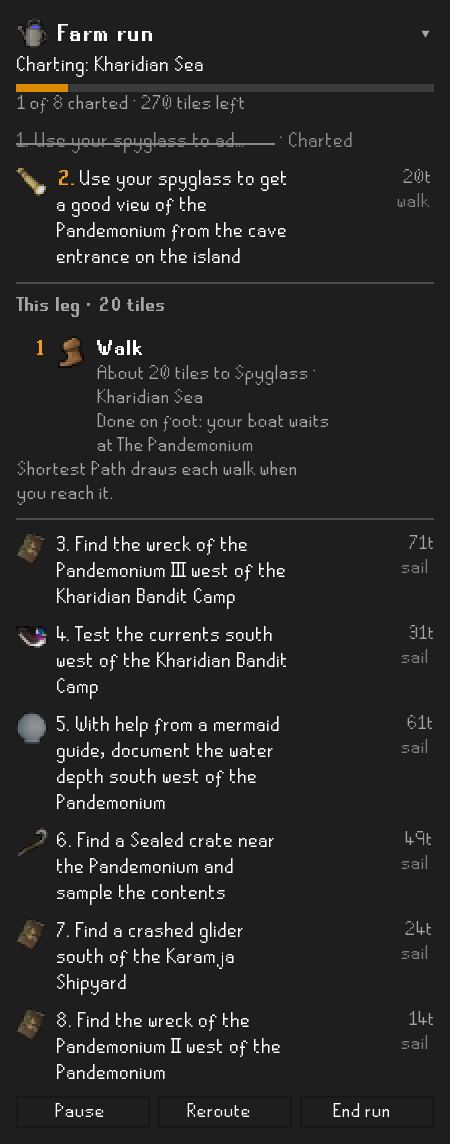 Farm run
Charting: Kharidian Sea
1 of 8 charted · 270 tiles left
1. Use your spyglass to ad... · Charted
2. Use your spyglass to get 20t
a good view of the walk
Pandemonium from the cave
entrance on the island
This leg · 20 tiles
1 Walk
About 20 tiles to Spyglass ·
Kharidian Sea
Done on foot: your boat waits
at The Pandemonium
Shortest Path draws each walk when
you reach it.
3. Find the wreck of the 71t
Pandemonium III west of the sail
Kharidian Bandit Camp
4. Test the currents south 31t
west of the Kharidian Bandit sail
Camp
5. With help from a mermaid 61t
guide, document the water sail
depth south west of the
Pandemonium
6. Find a Sealed crate near 49t
the Pandemonium and sail
sample the contents
7. Find a crashed glider 24t
south of the Karamja sail
Shipyard
8. Find the wreck of the 14t
Pandemonium II west of the sail
Pandemonium
Pause Reroute End run